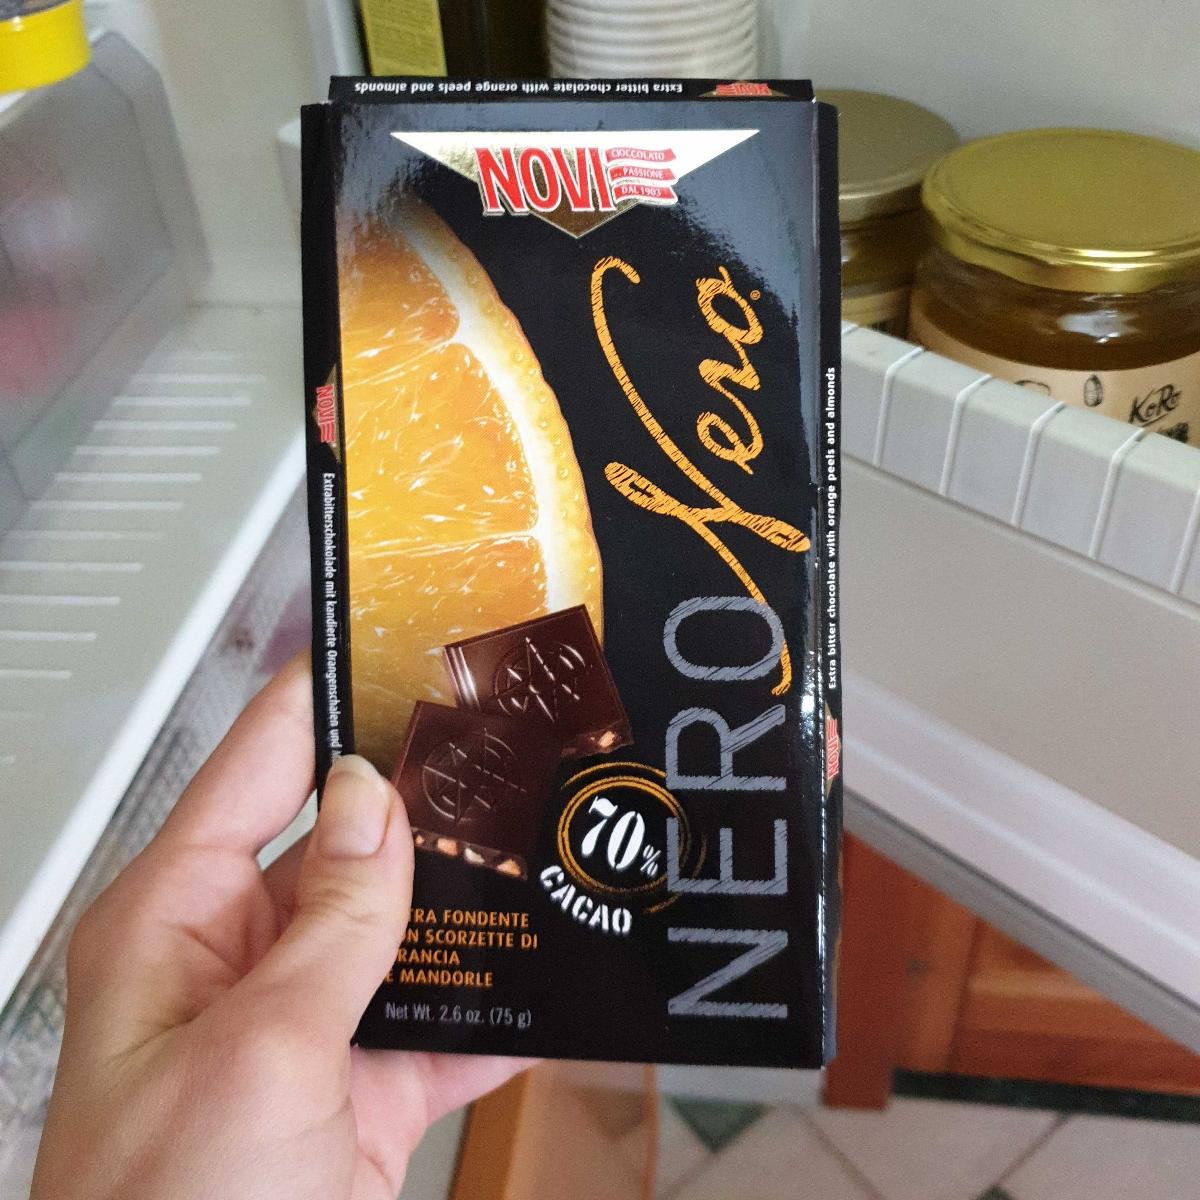 Extra bitter chocolate with orange peels and almonds
NOVI
NOVI
CIOCCOLATO
PASSIONE
DAL 1903
Nero
NERO
70%
CACAO
TRA FONDENTE
N SCORZETTE DI
RANCIA
E MANDORLE
Net Wt. 2.6 oz. (75 g)
NOVI
Extrabitterschokolade mit kandierte Orangenschalen und
Extra bitter chocolate with orange peels and almonds
NOVI
KoRo